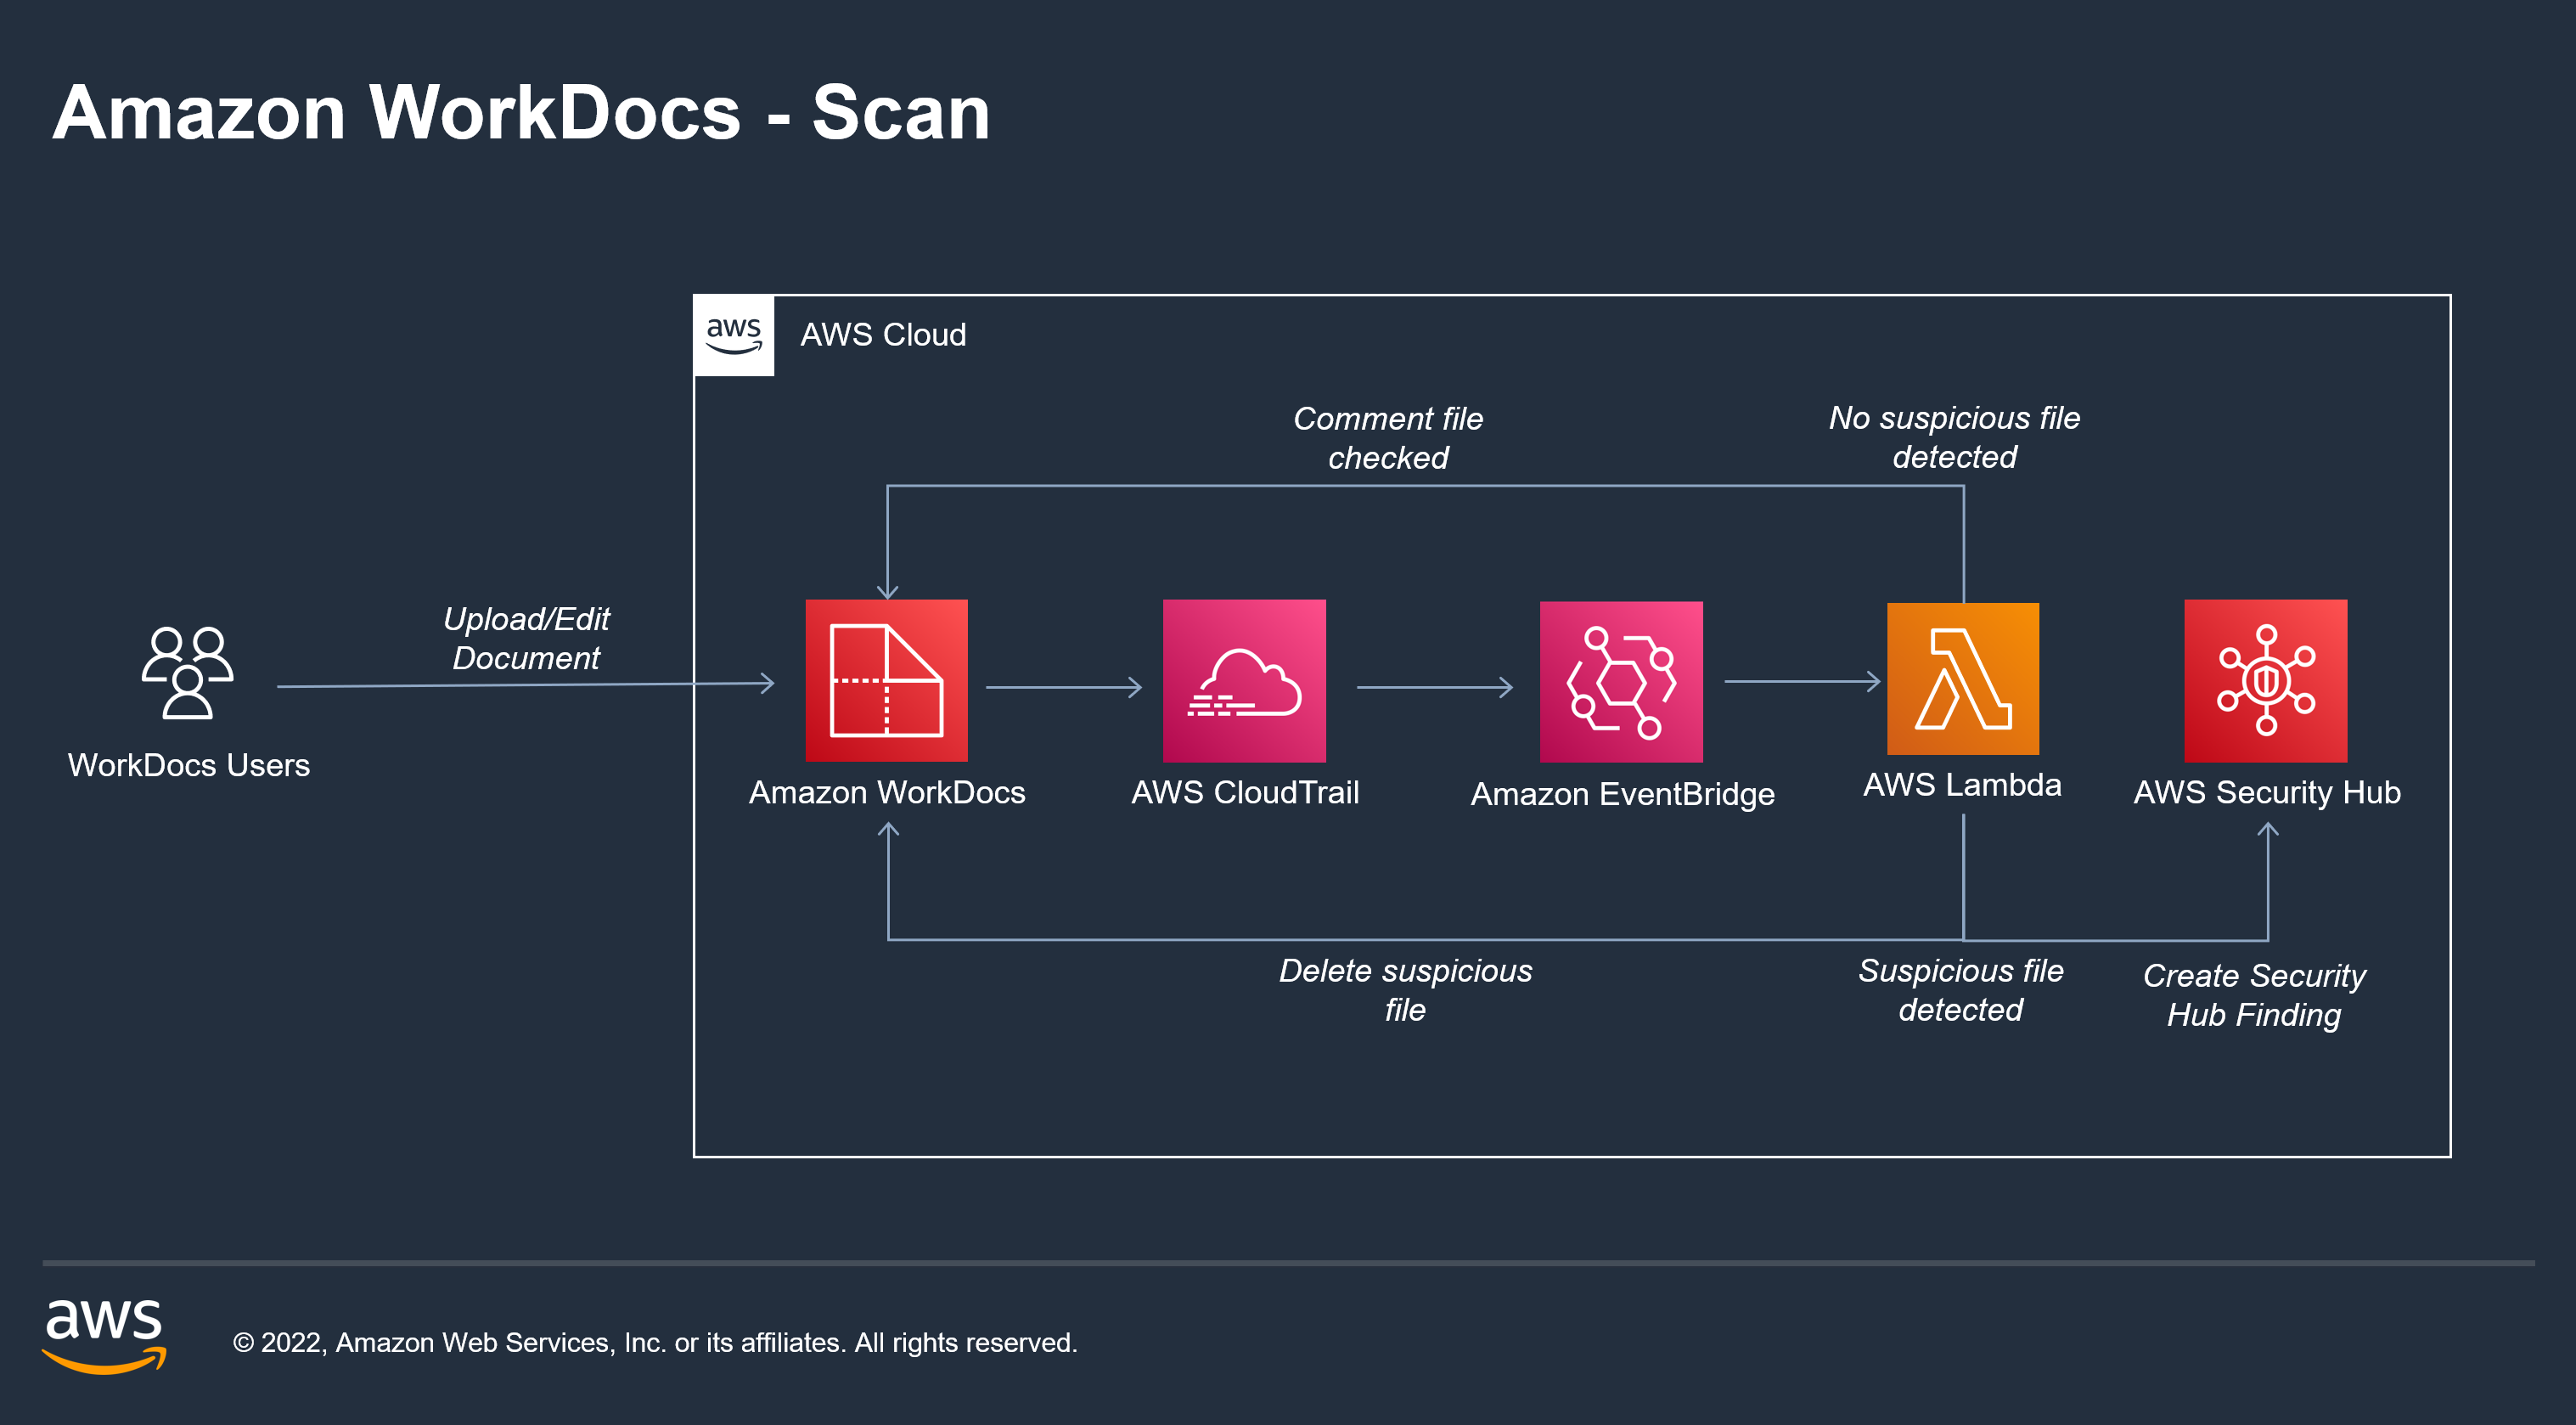 Amazon WorkDocs - Scan
aws
AWS Cloud
Comment file
checked
No suspicious file
detected
Upload/Edit
Document
WorkDocs Users
Amazon WorkDocs
AWS CloudTrail
Amazon EventBridge
AWS Lambda
AWS Security Hub
Delete suspicious
file
Suspicious file
detected
Create Security
Hub Finding
aws
© 2022, Amazon Web Services, Inc. or its affiliates. All rights reserved.